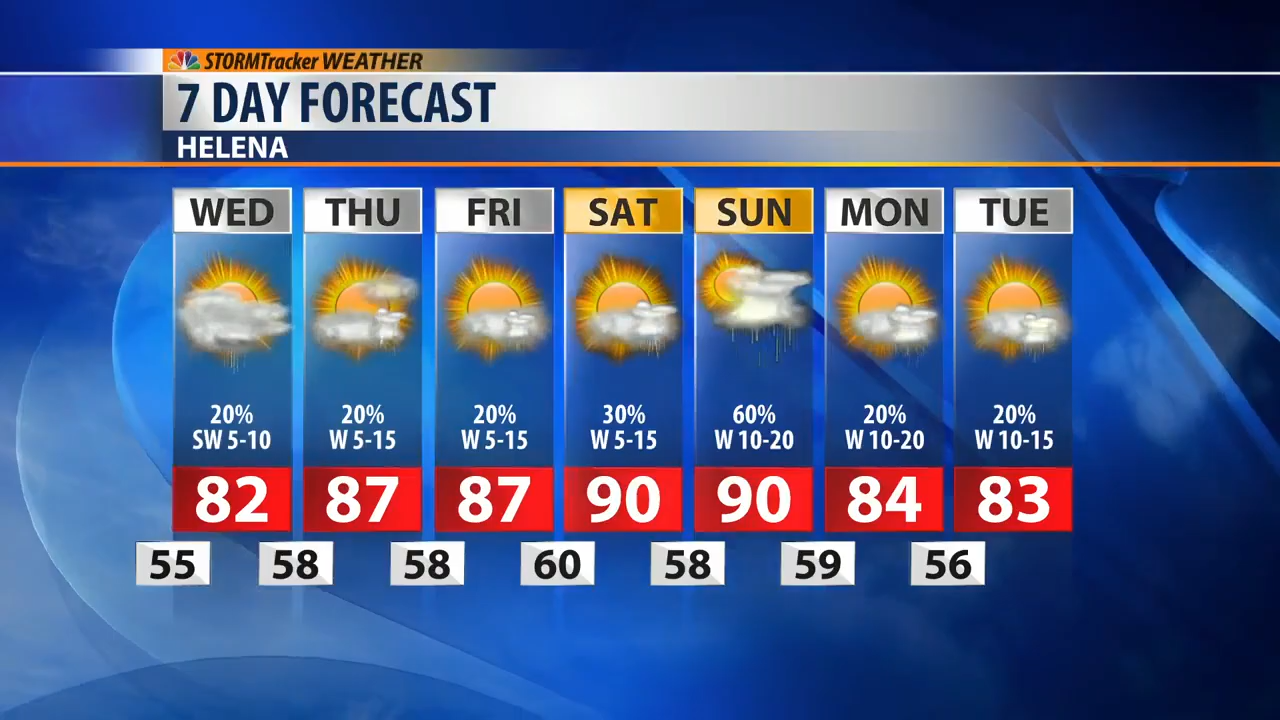 STORMTracker WEATHER
7 DAY FORECAST
HELENA
WED THU FRI SAT SUN MON TUE
20% 20% 20% 30% 60% 20% 20%
SW 5-10 W 5-15 W 5-15 W 5-15 W 10-20 W 10-20 W 10-15
82 87 87 90 90 84 83
55 58 58 60 58 59 56